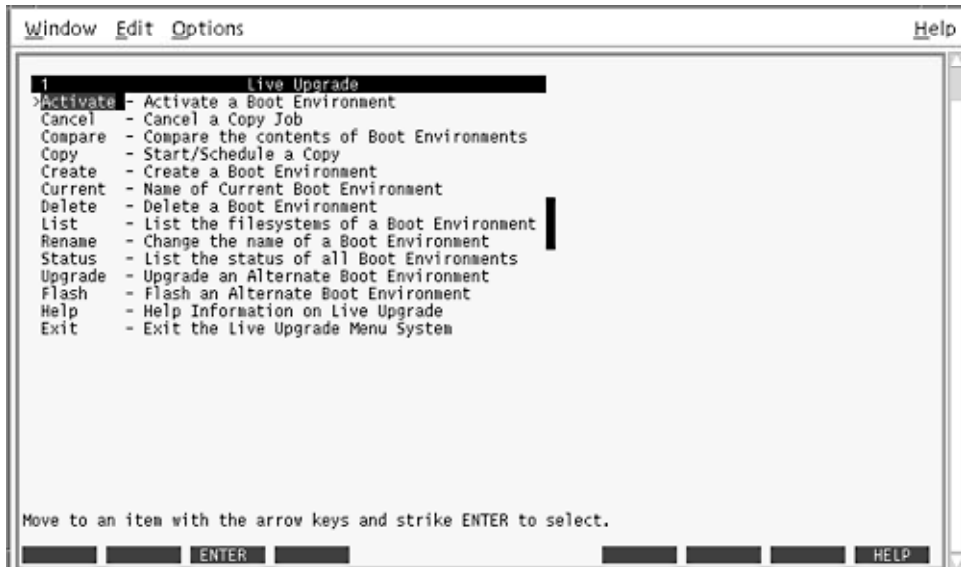 Window Edit Options Help
1 Live Upgrade
>Activate - Activate a Boot Environment
Cancel - Cancel a Copy Job
Compare - Compare the contents of Boot Environments
Copy - Start/Schedule a Copy
Create - Create a Boot Environment
Current - Name of Current Boot Environment
Delete - Delete a Boot Environment
List - List the filesystems of a Boot Environment
Rename - Change the name of a Boot Environment
Status - List the status of all Boot Environments
Upgrade - Upgrade an Alternate Boot Environment
Flash - Flash an Alternate Boot Environment
Help - Help Information on Live Upgrade
Exit - Exit the Live Upgrade Menu System
Move to an item with the arrow keys and strike ENTER to select.
ENTER HELP